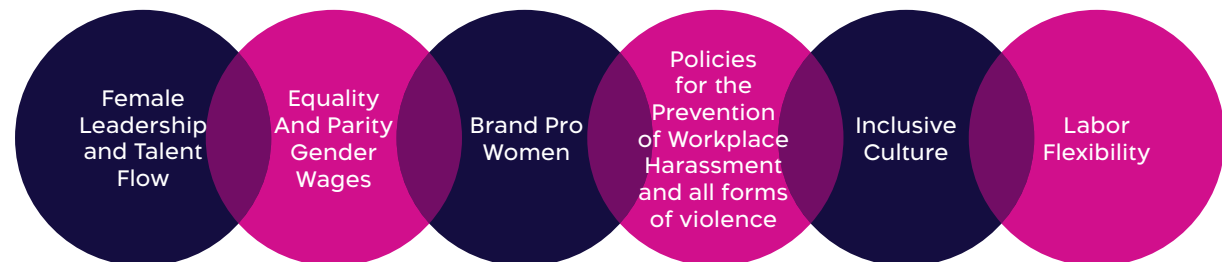 Female
Leadership
and Talent
Flow
Equality
And Parity
Gender
Wages
Brand Pro
Women
Policies
for the
Prevention
of Workplace
Harassment
and all forms
of violence
Inclusive
Culture
Labor
Flexibility